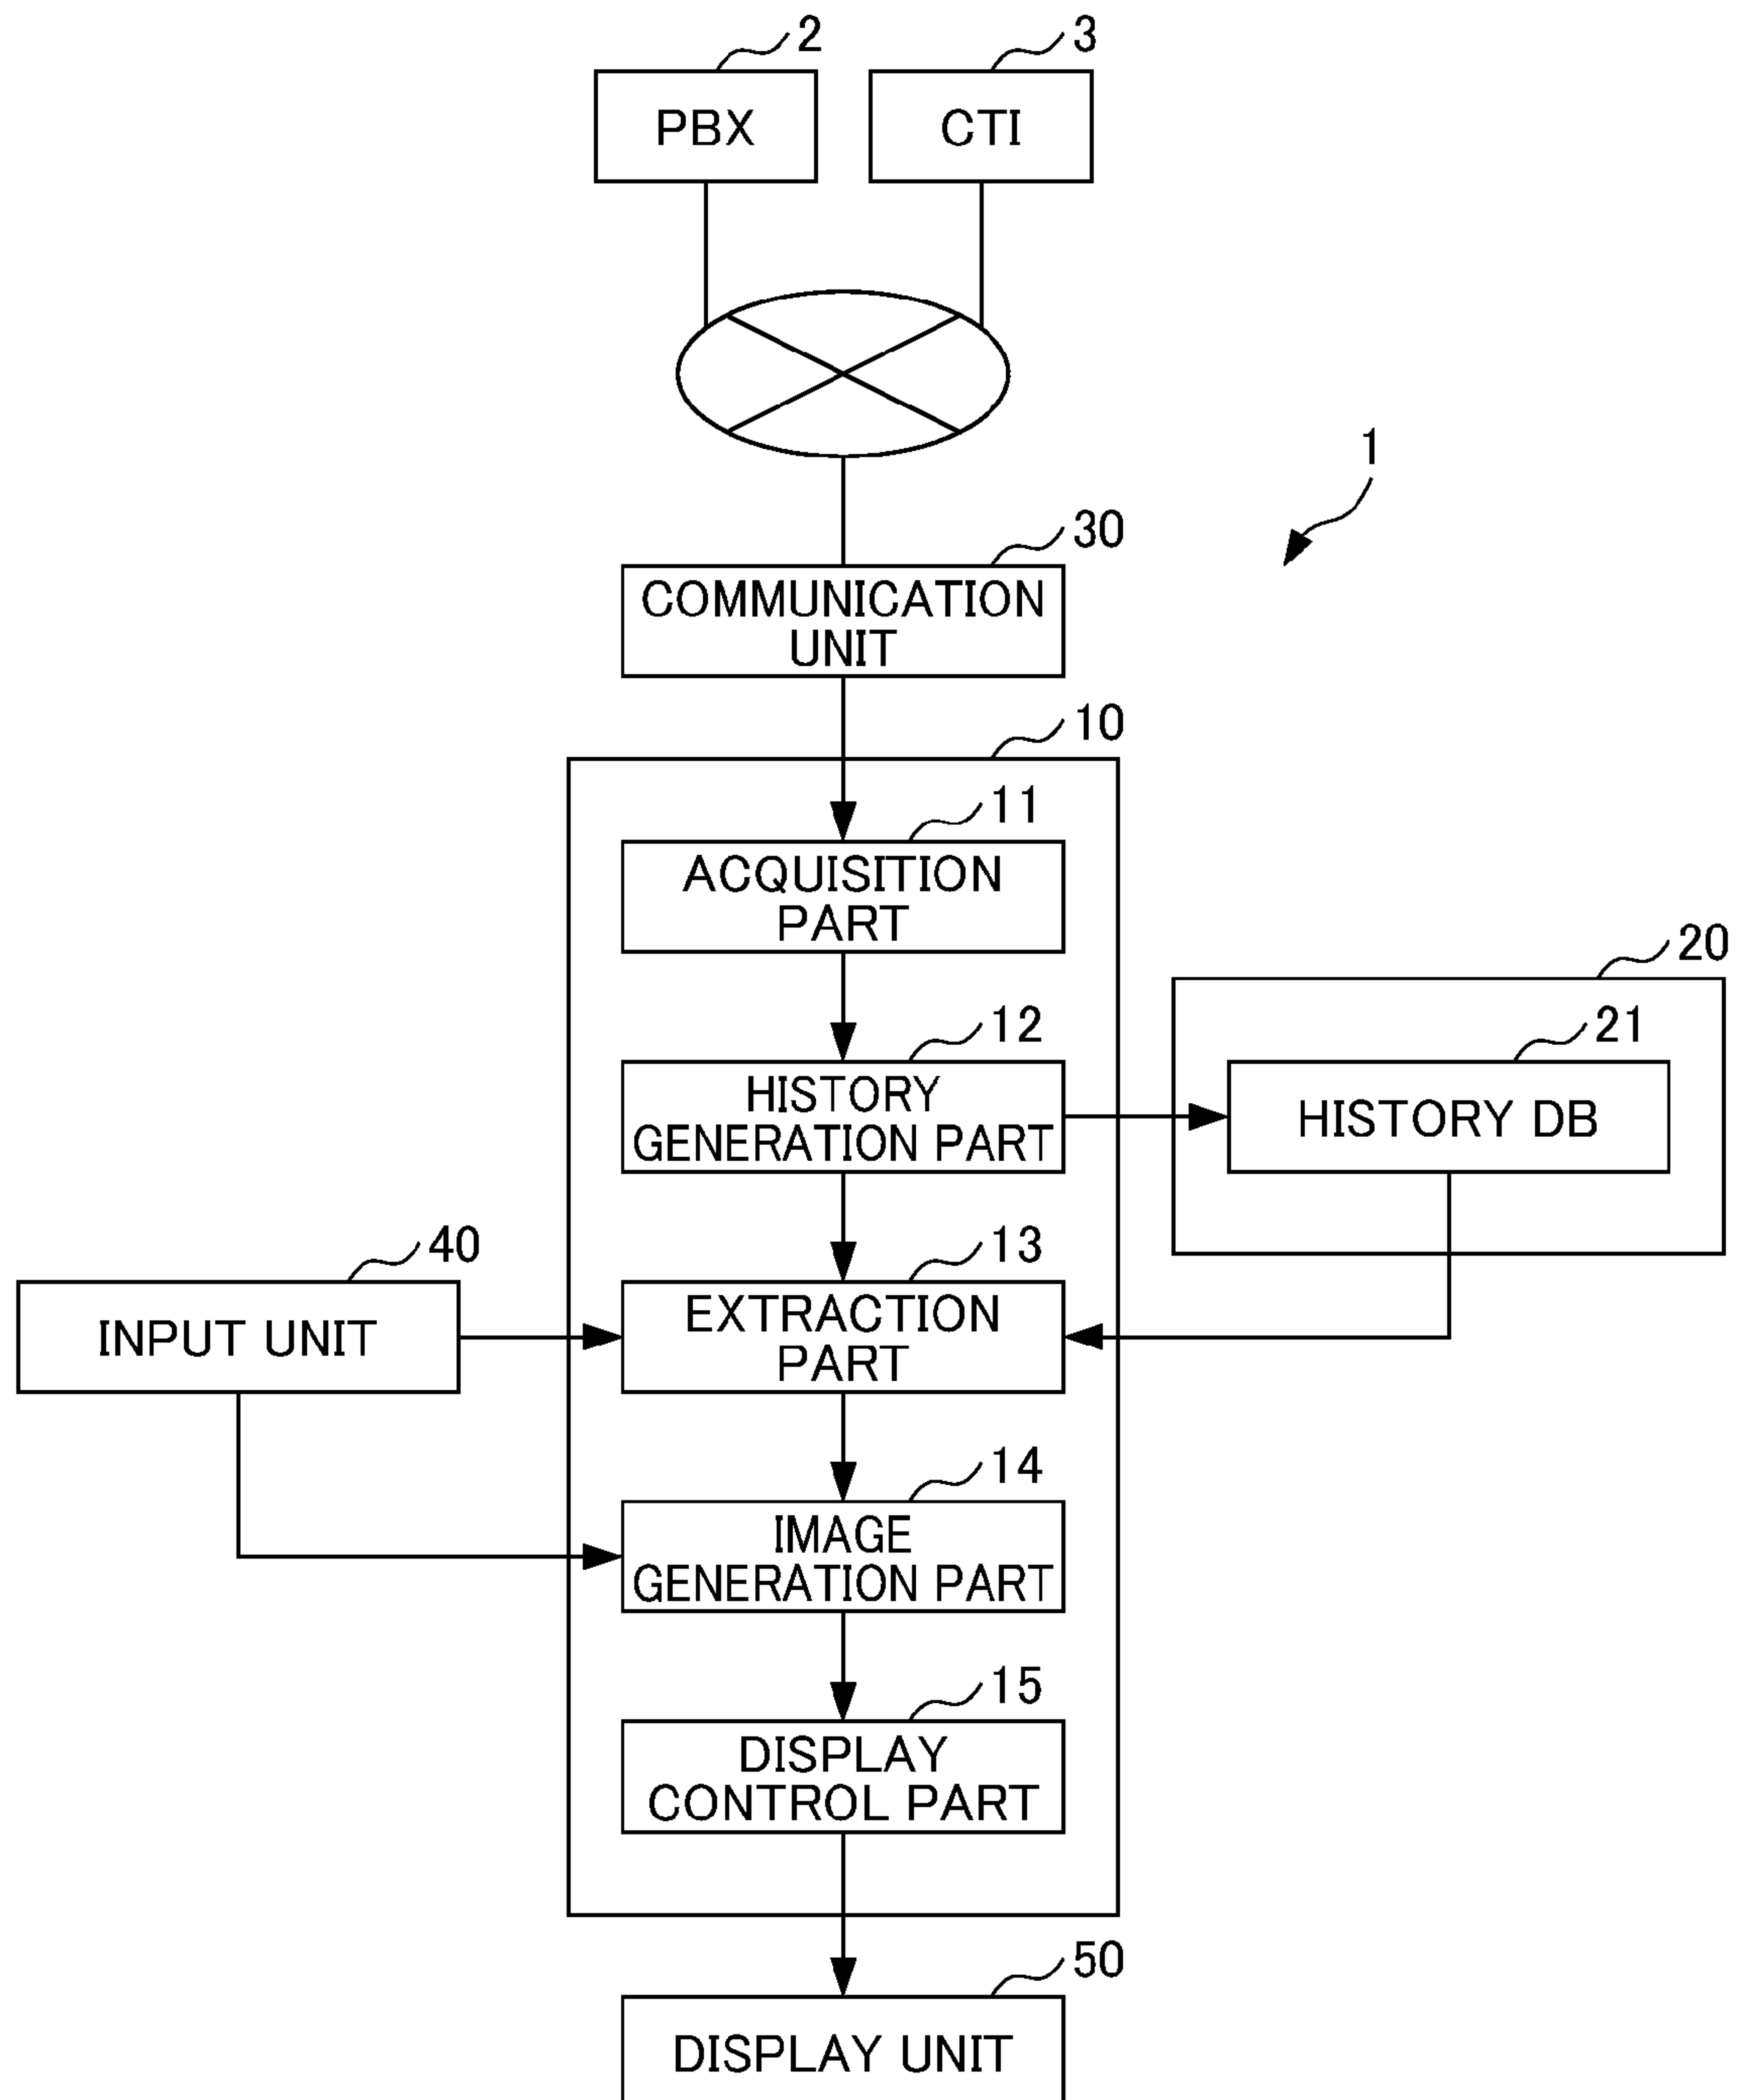 2
3
PBX
CTI
1
30
COMMUNICATION
UNIT
10
11
ACQUISITION
PART
20
12
21
HISTORY
GENERATION PART
HISTORY DB
40
13
INPUT UNIT
EXTRACTION
PART
14
IMAGE
GENERATION PART
15
DISPLAY
CONTROL PART
50
DISPLAY UNIT